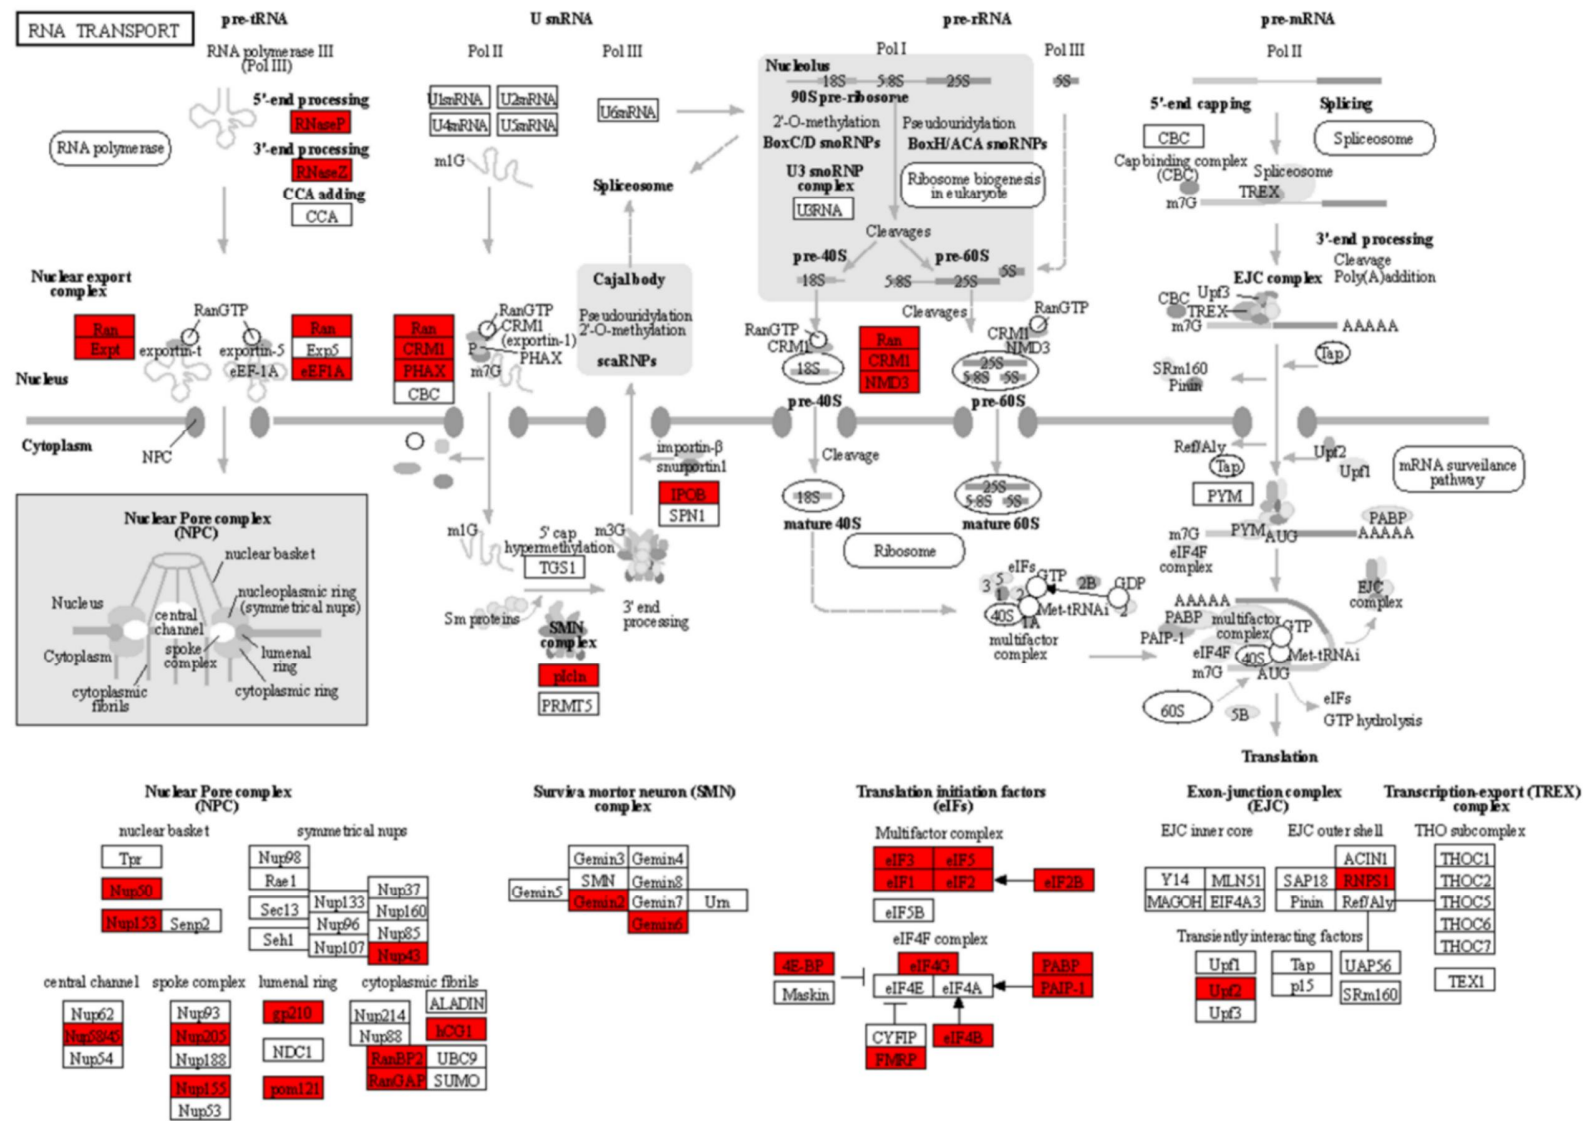 RNA TRANSPORT
pre-tRNA
RNA polymerase III
(Pol III)
5'-end processing
RNaseP
3'-end processing
RNaseZ
CCA adding
CCA
RNA polymerase
Nuclear export
complex
Ran
Expt
RanGTP
exportin-t
exportin-5
eEF-1A
Ran
Exp5
eEF1A
Nucleus
Cytoplasm
NPC
U snRNA
Pol II
Pol III
U1snRNA
U2snRNA
U4snRNA
U5snRNA
U6snRNA
m1G
Spliceosome
Cajal body
Pseudouridylation
2'-O-methylation
scaRNPs
Ran
CRM1
PHAX
CBC
RanGTP
CRM1
(exportin-1)
P
PHAX
m7G
importin-β
snurportin1
IPOB
SPN1
m1G
5' cap
hypermethylation
TGS1
m3G
Sm proteins
3' end
processing
SMN
complex
plcln
PRMT5
pre-rRNA
Pol I
Pol III
Nucleolus
18S
5.8S
25S
5S
90S pre-ribosome
2'-O-methylation
BoxC/D snoRNPs
Pseudouridylation
BoxH/ACA snoRNPs
U3 snoRNP
complex
U3RNA
Ribosome biogenesis
in eukaryote
Cleavages
pre-40S
pre-60S
18S
5.8S
25S
5S
Cleavages
RanGTP
CRM1
18S
Ran
CRM1
NMD3
RanGTP
CRM1
NMD3
25S
5.8S
5S
pre-40S
pre-60S
Cleavage
18S
25S
5.8S
5S
mature 40S
mature 60S
Ribosome
eIFs
3
5
1
2
GTP
2B
GDP
2
40S
1A
Met-tRNAi
multifactor
complex
pre-mRNA
Pol II
5'-end capping
Splicing
CBC
Spliceosome
Cap binding complex
(CBC)
Spliceosome
TREX
m7G
3'-end processing
Cleavage
Poly(A)addition
EJC complex
CBC
Upf3
TREX
m7G
AAAAA
Tap
SRm160
Pinin
Ref/Aly
Tap
Upf2
Upf1
mRNA surveilance
pathway
PYM
PABP
m7G
PYM
AUG
AAAAA
eIF4F
complex
EJC
complex
AAAAA
PABP
PAIP-1
multifactor
complex
GTP
eIF4F
40S
Met-tRNAi
m7G
AUG
60S
5B
eIFs
GTP hydrolysis
Translation
Nuclear Pore complex
(NPC)
nuclear basket
nucleoplasmic ring
(symmetrical nups)
Nucleus
central
channel
spoke
complex
lumenal
ring
Cytoplasm
cytoplasmic
fibrils
cytoplasmic ring
Nuclear Pore complex
(NPC)
nuclear basket
Tpr
Nup50
Nup153
Senp2
symmetrical nups
Nup98
Rae1
Sec13
Seh1
Nup133
Nup96
Nup107
Nup37
Nup160
Nup85
Nup43
central channel
Nup62
Nup58/45
Nup54
spoke complex
Nup93
Nup205
Nup188
Nup155
Nup53
lumenal ring
gp210
NDC1
pom121
cytoplasmic fibrils
Nup214
Nup88
RanBP2
RanGAP
ALADIN
hCG1
UBC9
SUMO
Surviva mortor neuron (SMN)
complex
Gemin3
Gemin4
SMN
Gemin8
Gemin5
Gemin2
Gemin7
Urn
Gemin6
Translation initiation factors
(eIFs)
Multifactor complex
eIF3
eIF5
eIF1
eIF2
eIF2B
eIF5B
eIF4F complex
4E-BP
Maskin
eIF4G
eIF4E
eIF4A
PABP
PAIP-1
CYFIP
FMRP
eIF4B
Exon-junction complex
(EJC)
EJC inner core
Y14
MLN51
MAGOH
EIF4A3
EJC outer shell
ACIN1
SAP18
RNPS1
Pinin
Ref/Aly
Transiently interacting factors
Upf1
Upf2
Upf3
Tap
p15
UAP56
SRm160
Transcription-export (TREX)
complex
THO subcomplex
THOC1
THOC2
THOC5
THOC6
THOC7
TEX1